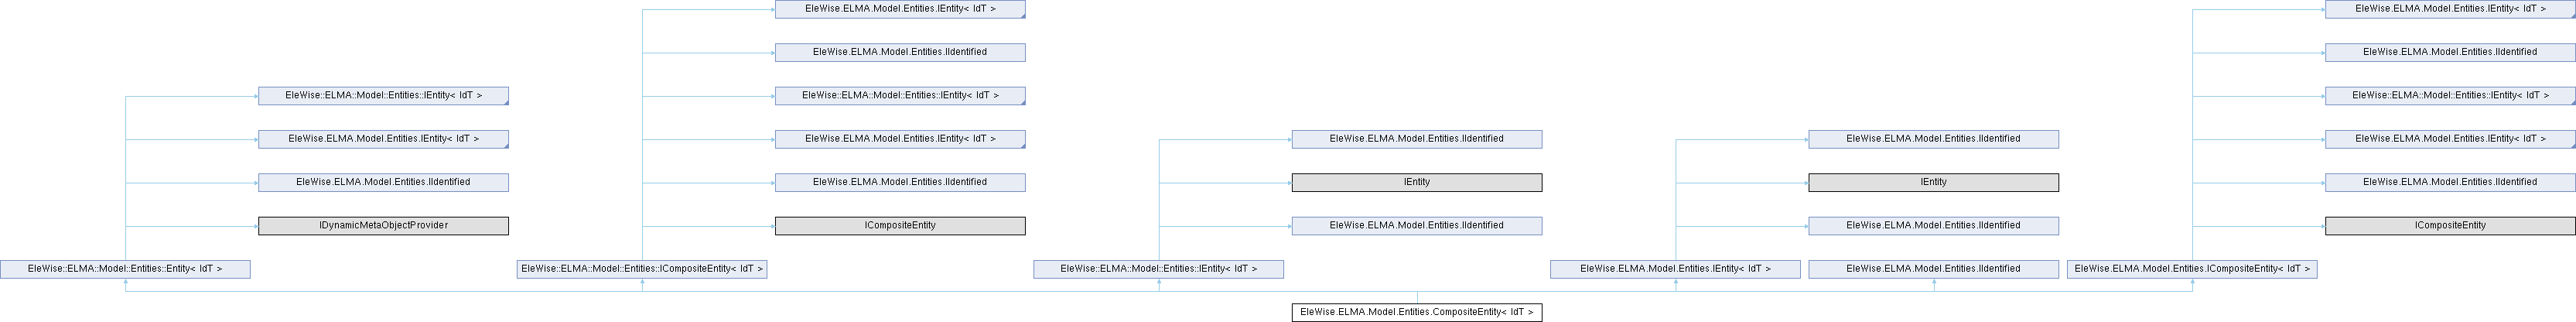 EleWise.ELMA.Model.Entities.IEntity< IdT >
EleWise.ELMA.Model.Entities.IEntity< IdT >
EleWise.ELMA.Model.Entities.IIdentified
EleWise.ELMA.Model.Entities.IIdentified
EleWise::ELMA::Model::Entities::IEntity< IdT >
EleWise::ELMA::Model::Entities::IEntity< IdT >
EleWise::ELMA::Model::Entities::IEntity< IdT >
EleWise.ELMA.Model.Entities.IEntity< IdT >
EleWise.ELMA.Model.Entities.IEntity< IdT >
EleWise.ELMA.Model.Entities.IIdentified
EleWise.ELMA.Model.Entities.IIdentified
EleWise.ELMA.Model.Entities.IEntity< IdT >
EleWise.ELMA.Model.Entities.IIdentified
EleWise.ELMA.Model.Entities.IIdentified
IEntity
IEntity
EleWise.ELMA.Model.Entities.IIdentified
IDynamicMetaObjectProvider
ICompositeEntity
EleWise.ELMA.Model.Entities.IIdentified
EleWise.ELMA.Model.Entities.IIdentified
ICompositeEntity
EleWise::ELMA::Model::Entities::Entity< IdT >
EleWise::ELMA::Model::Entities::ICompositeEntity< IdT >
EleWise::ELMA::Model::Entities::IEntity< IdT >
EleWise.ELMA.Model.Entities.IEntity< IdT >
EleWise.ELMA.Model.Entities.IIdentified
EleWise.ELMA.Model.Entities.ICompositeEntity< IdT >
EleWise.ELMA.Model.Entities.CompositeEntity< IdT >